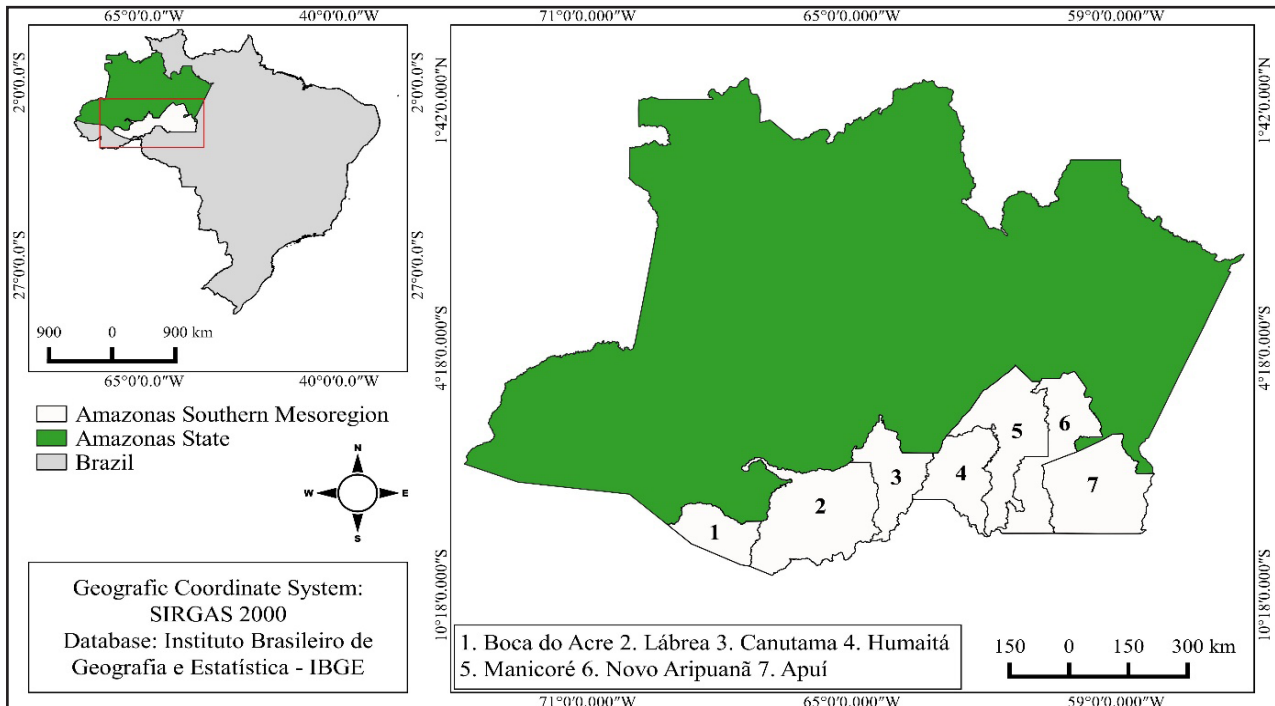 65°0'0.0"W 40°0'0.0"W
2°0'0.0"S
27°0'0.0"S
2°0'0.0"S
27°0'0.0"S
900 0 900 km
65°0'0.0"W 40°0'0.0"W
Amazonas Southern Mesoregion
Amazonas State
Brazil
N
W E
S
Geografic Coordinate System:
SIRGAS 2000
Database: Instituto Brasileiro de
Geografia e Estatística - IBGE
71°0'0.000"W 65°0'0.000"W 59°0'0.000"W
1°42'0.000"N
4°18'0.000"S
10°18'0.000"S
1°42'0.000"N
4°18'0.000"S
10°18'0.000"S
1
2
3
4
5
6
7
1. Boca do Acre 2. Lábrea 3. Canutama 4. Humaitá
5. Manicoré 6. Novo Aripuanã 7. Apuí
150 0 150 300 km
71°0'0.000"W 65°0'0.000"W 59°0'0.000"W